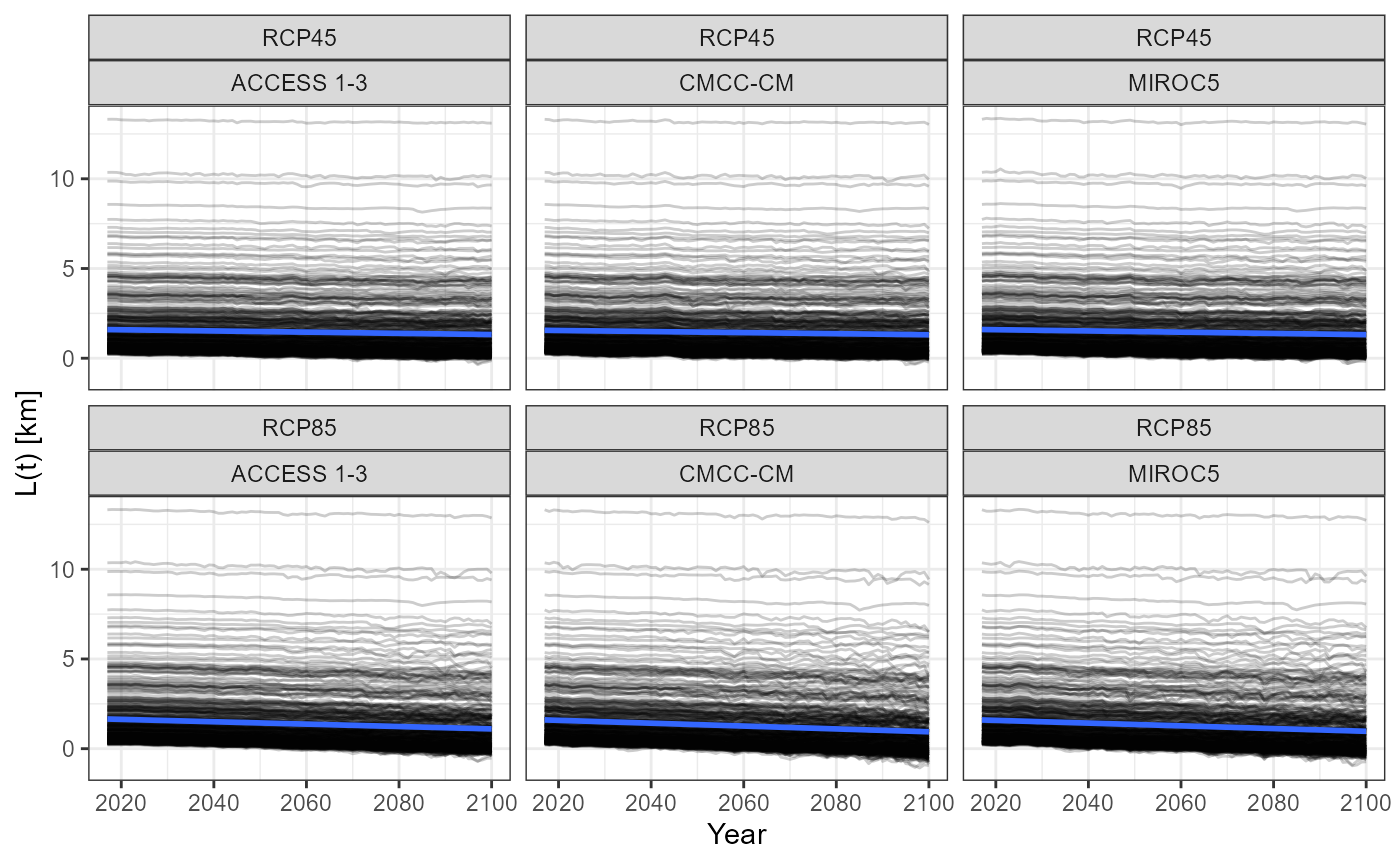 RCP45 RCP45 RCP45
ACCESS 1-3 CMCC-CM MIROC5
10
5
0
L(t) [km]
RCP85 RCP85 RCP85
ACCESS 1-3 CMCC-CM MIROC5
10
5
0
2020 2040 2060 2080 2100 2020 2040 2060 2080 2100 2020 2040 2060 2080 2100
Year